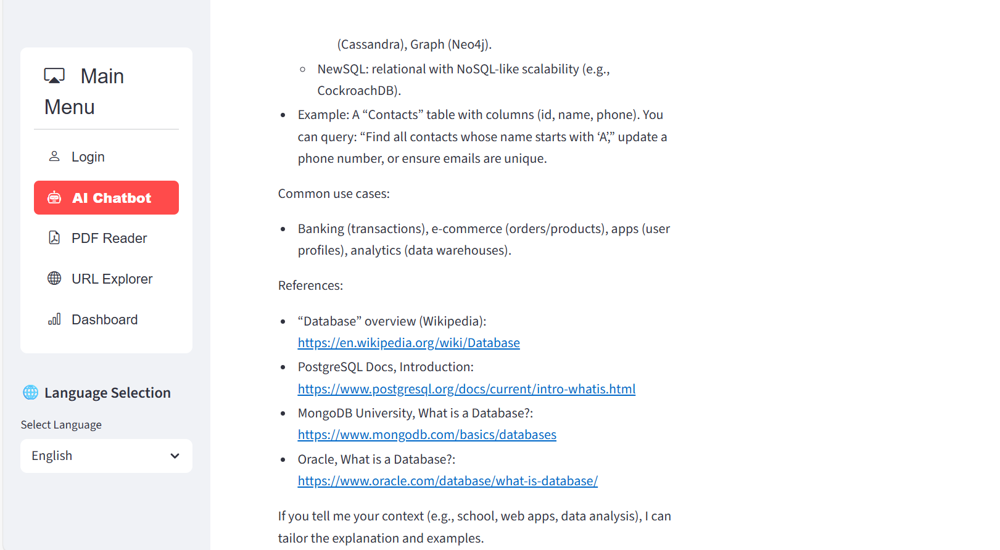 Main
Menu
Login
AI Chatbot
PDF Reader
URL Explorer
Dashboard
🌐 Language Selection
Select Language
English
(Cassandra), Graph (Neo4j).
NewSQL: relational with NoSQL-like scalability (e.g.,
CockroachDB).
Example: A “Contacts” table with columns (id, name, phone). You
can query: “Find all contacts whose name starts with ‘A’,” update a
phone number, or ensure emails are unique.
Common use cases:
Banking (transactions), e-commerce (orders/products), apps (user
profiles), analytics (data warehouses).
References:
“Database” overview (Wikipedia):
https://en.wikipedia.org/wiki/Database
PostgreSQL Docs, Introduction:
https://www.postgresql.org/docs/current/intro-whatis.html
MongoDB University, What is a Database?:
https://www.mongodb.com/basics/databases
Oracle, What is a Database?:
https://www.oracle.com/database/what-is-database/
If you tell me your context (e.g., school, web apps, data analysis), I can
tailor the explanation and examples.